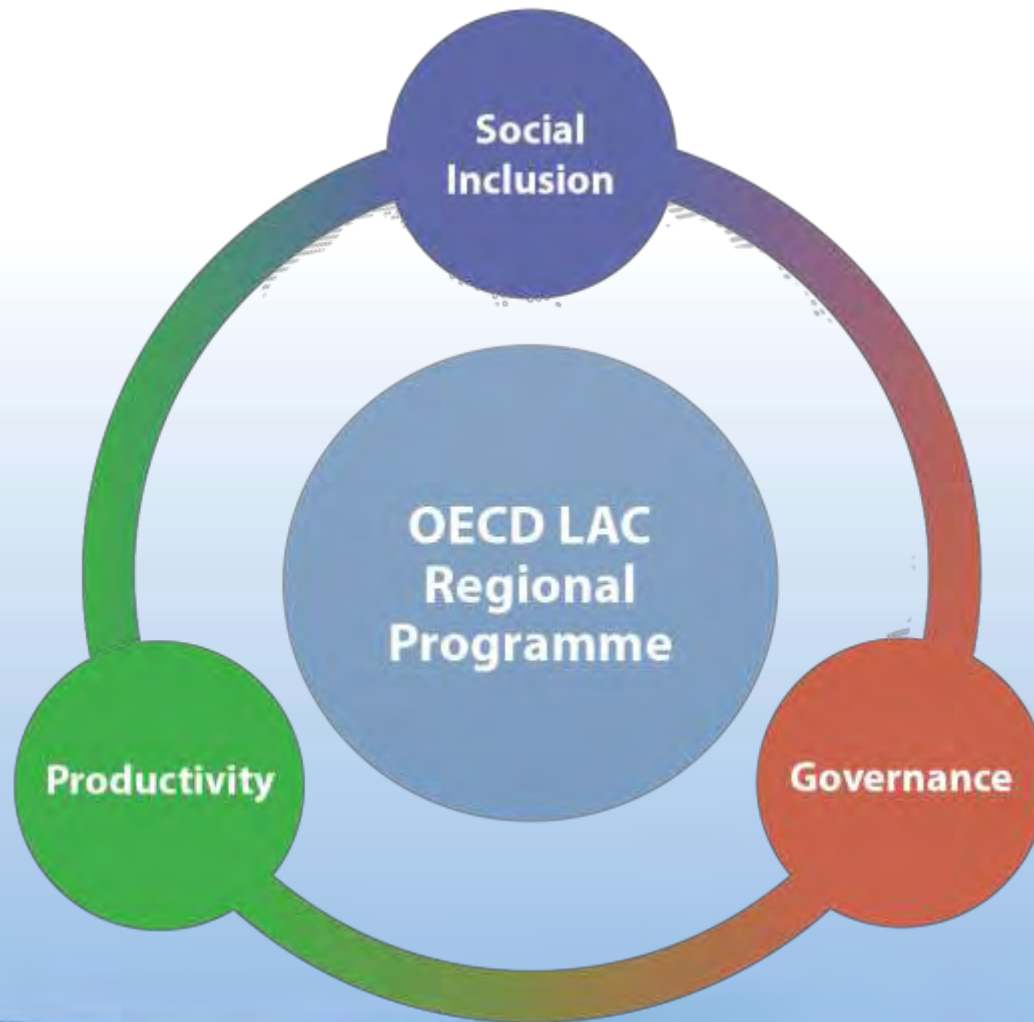 Social
Inclusion
OECD LAC
Regional
Programme
Productivity
Governance